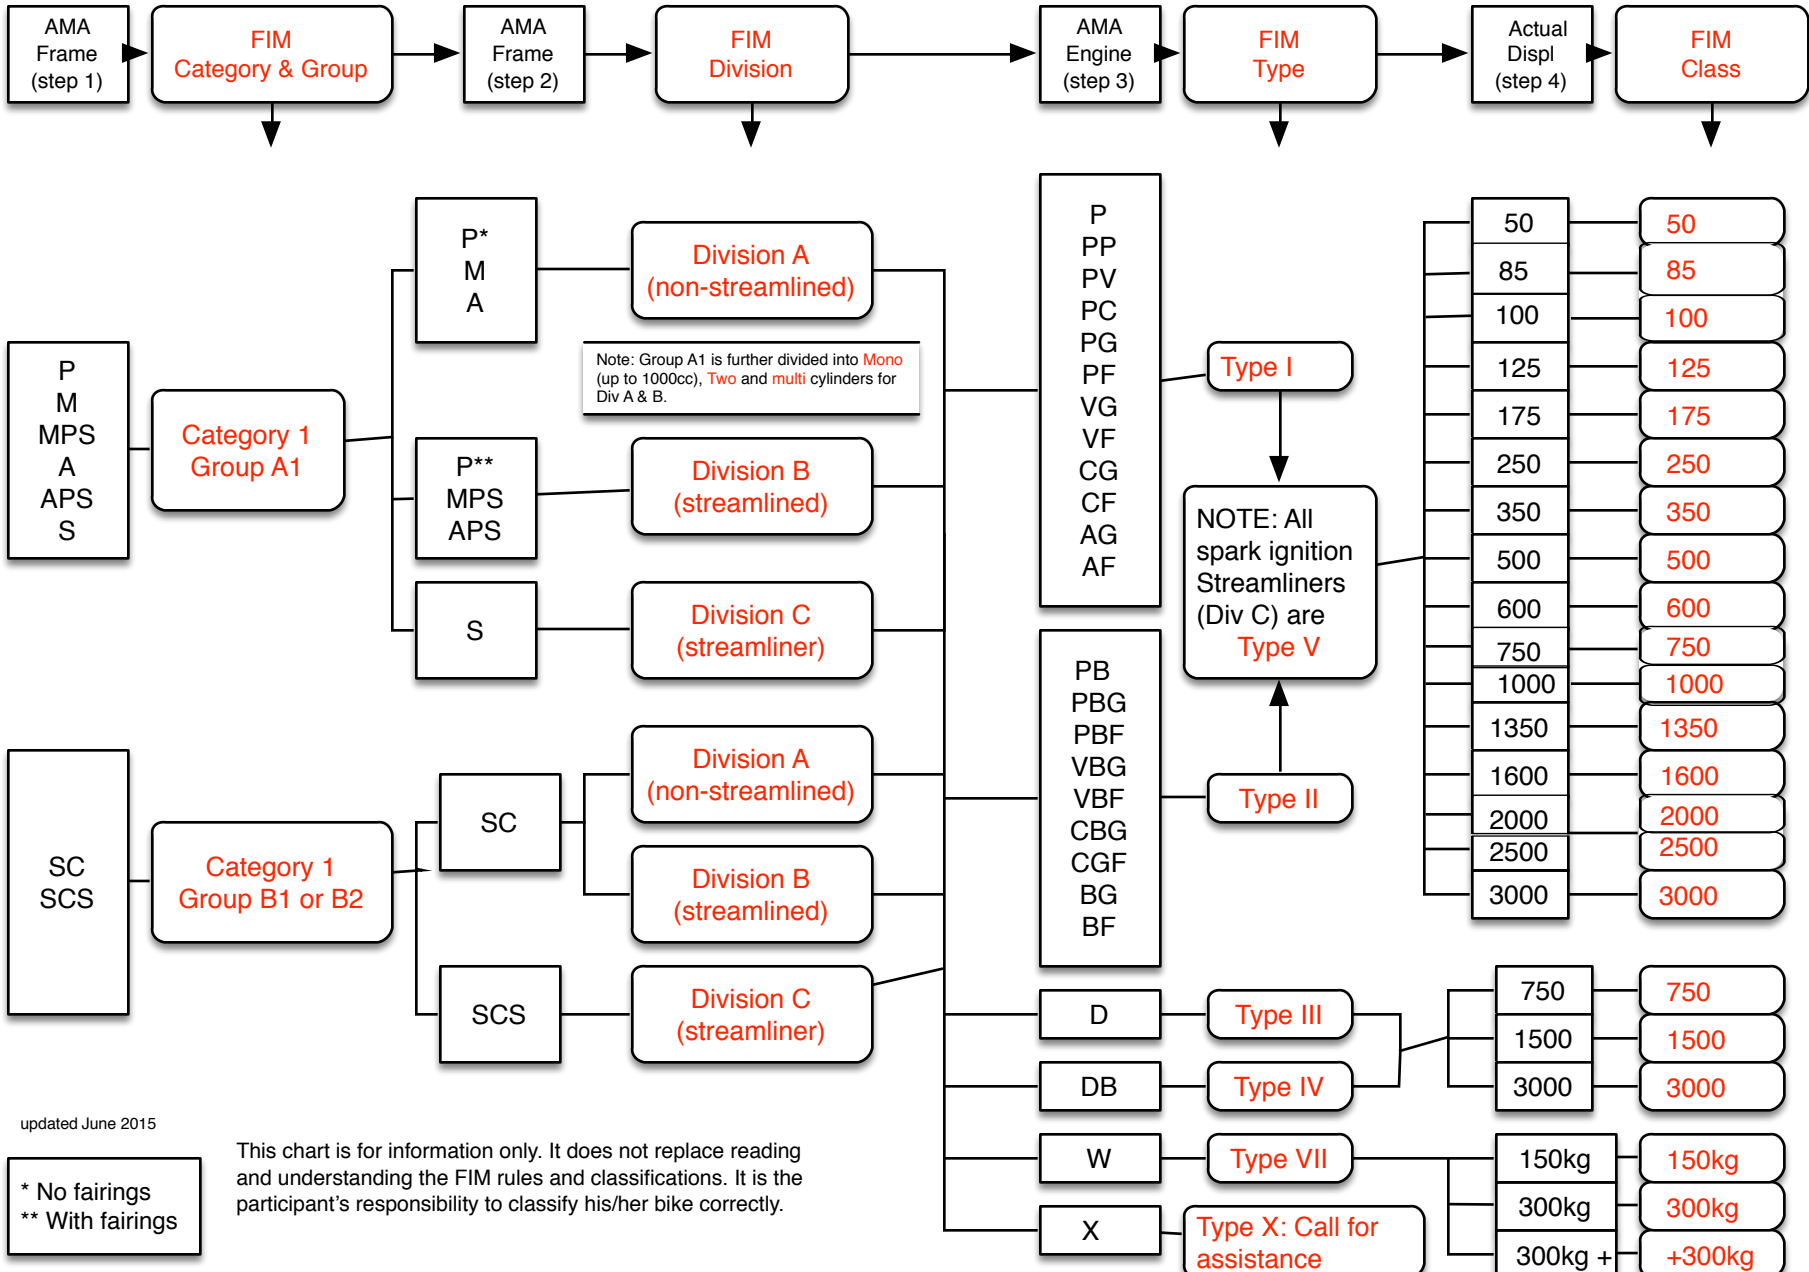 AMA
Frame
(step 1)
FIM
Category & Group
AMA
Frame
(step 2)
FIM
Division
AMA
Engine
(step 3)
FIM
Type
Actual
Displ
(step 4)
FIM
Class
P
M
MPS
A
APS
S
Category 1
Group A1
P*
M
A
Division A
(non-streamlined)
Note: Group A1 is further divided into Mono
(up to 1000cc), Two and multi cylinders for
Div A & B.
P**
MPS
APS
Division B
(streamlined)
S
Division C
(streamliner)
SC
SCS
Category 1
Group B1 or B2
SC
Division A
(non-streamlined)
Division B
(streamlined)
SCS
Division C
(streamliner)
P
PP
PV
PC
PG
PF
VG
VF
CG
CF
AG
AF
Type I
NOTE: All
spark ignition
Streamliners
(Div C) are
Type V
PB
PBG
PBF
VBG
VBF
CBG
CGF
BG
BF
Type II
D
Type III
DB
Type IV
W
Type VII
X
Type X: Call for
assistance
50
50
85
85
100
100
125
125
175
175
250
250
350
350
500
500
600
600
750
750
1000
1000
1350
1350
1600
1600
2000
2000
2500
2500
3000
3000
750
750
1500
1500
3000
3000
150kg
150kg
300kg
300kg
300kg +
+300kg
updated June 2015
* No fairings
** With fairings
This chart is for information only. It does not replace reading
and understanding the FIM rules and classifications. It is the
participant's responsibility to classify his/her bike correctly.